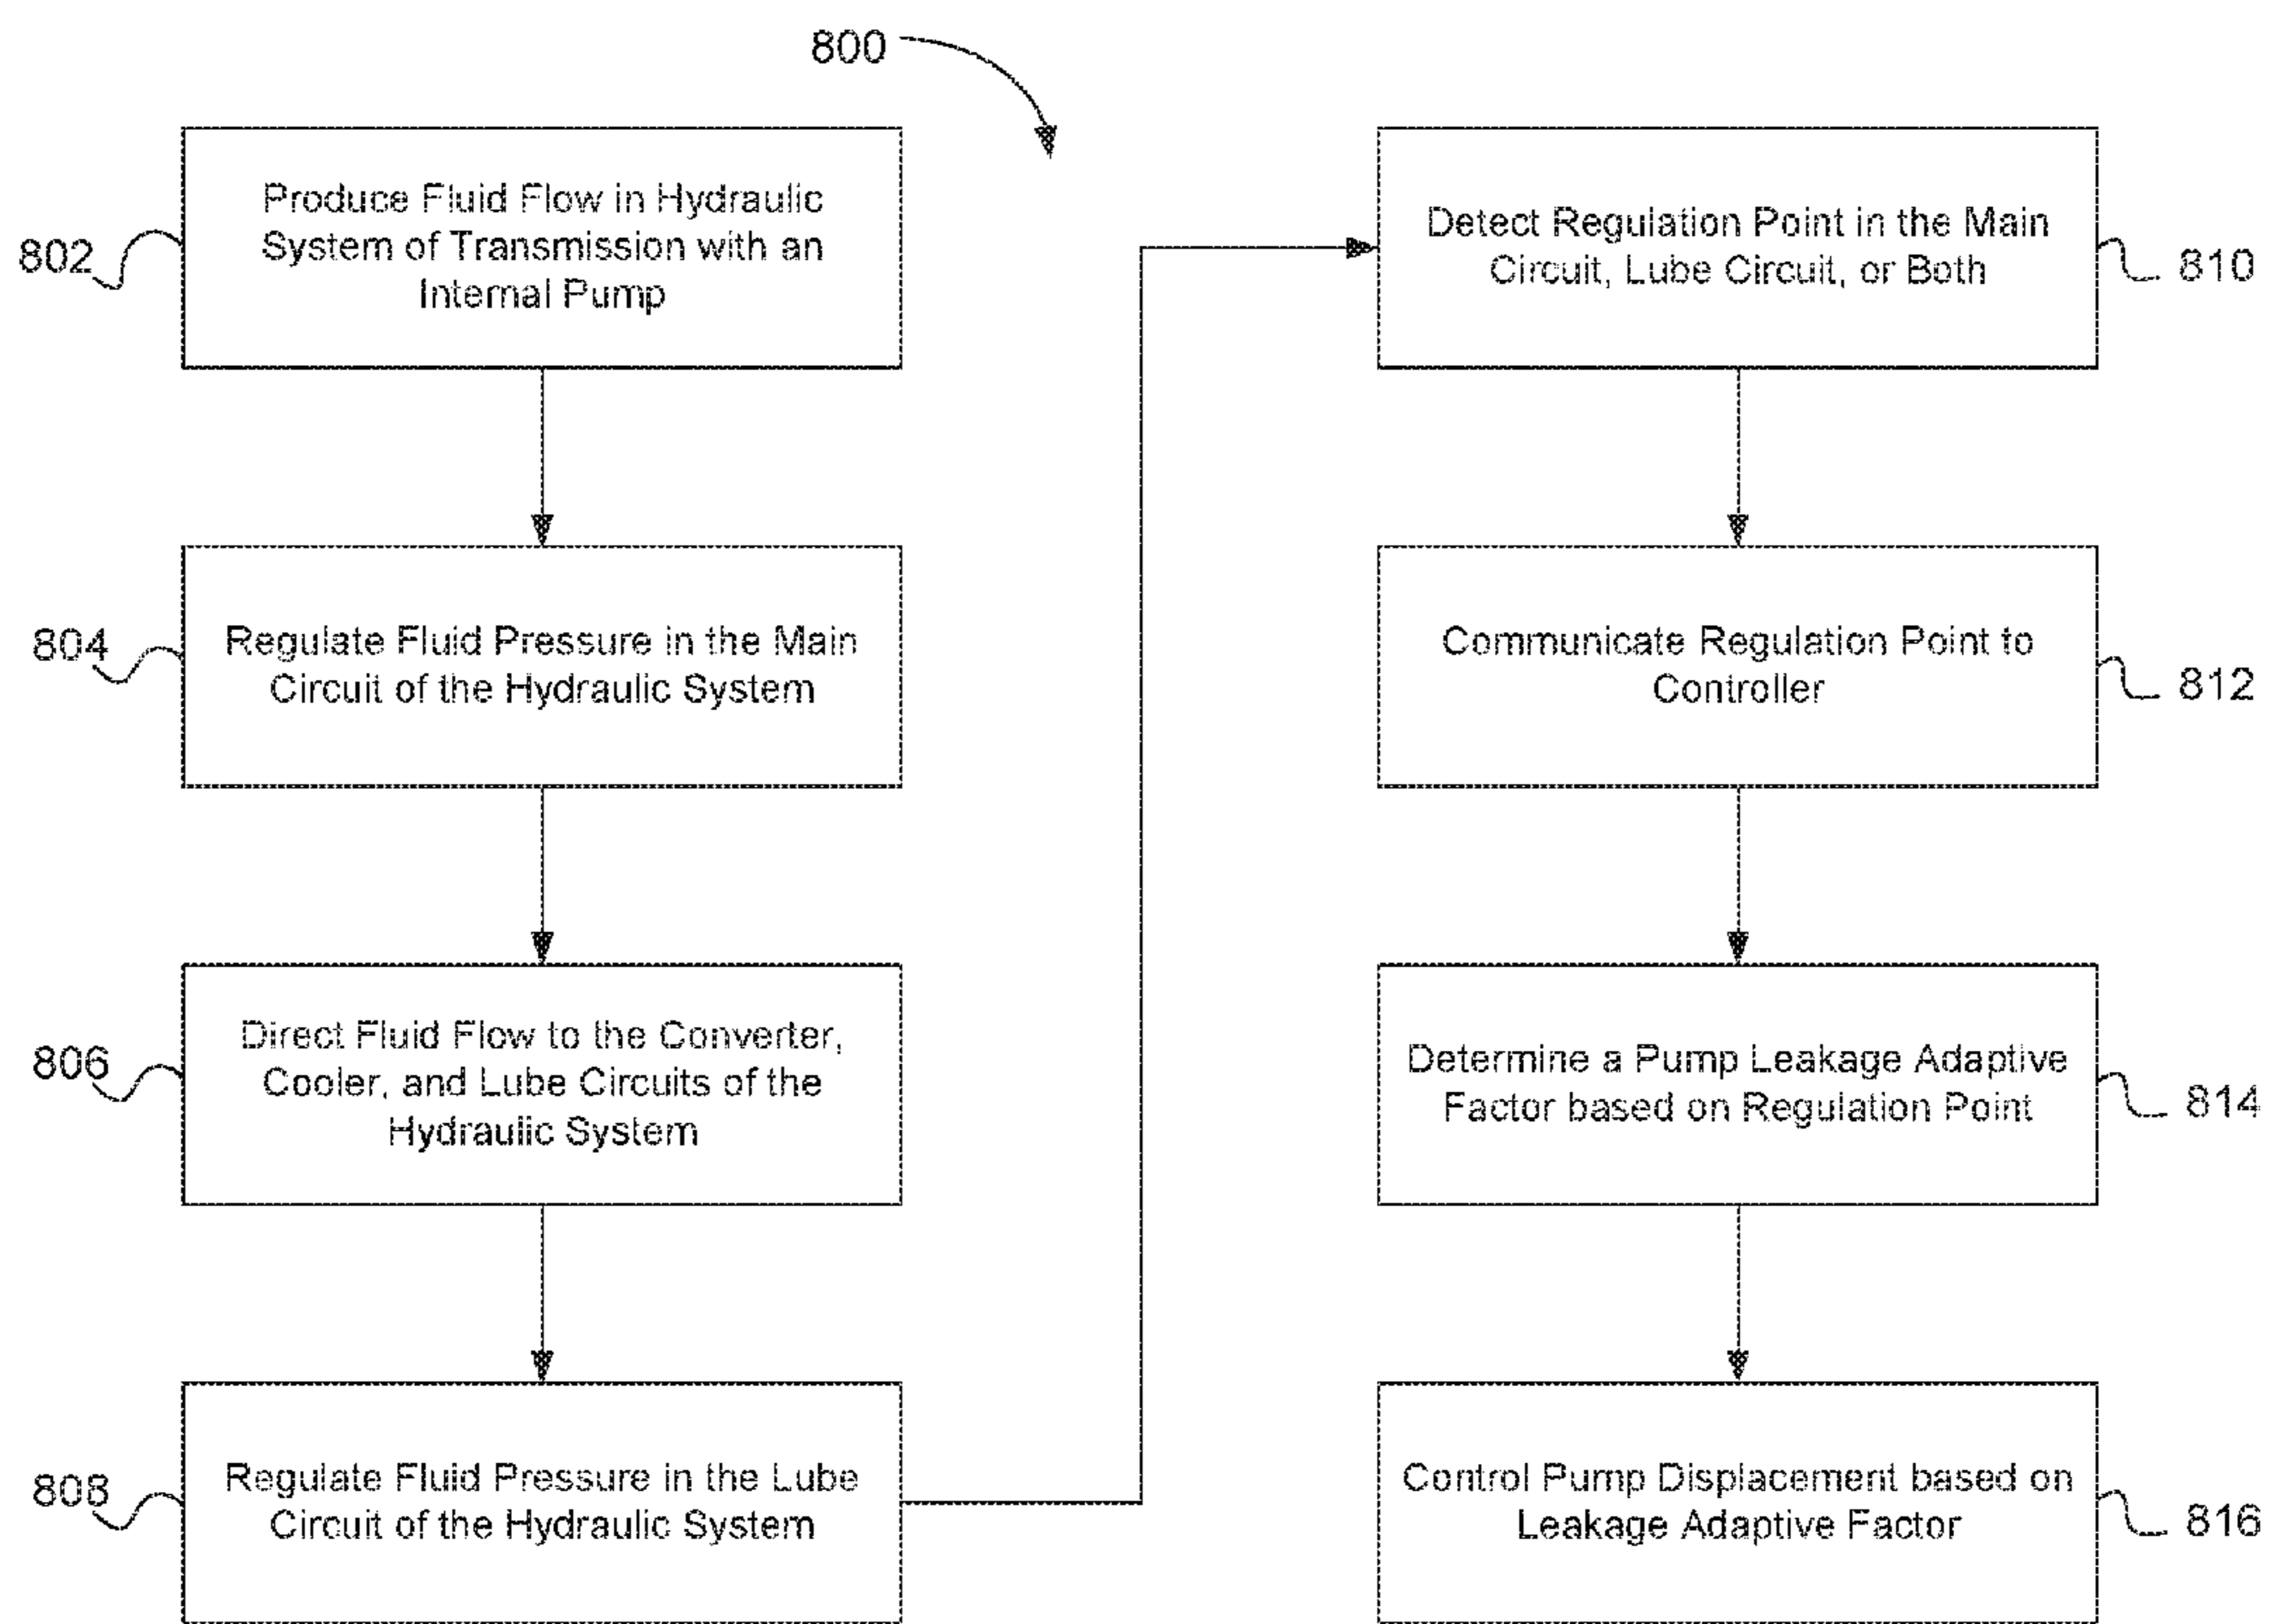 800
802
Produce Fluid Flow in Hydraulic
System of Transmission with an
Internal Pump
804
Regulate Fluid Pressure in the Main
Circuit of the Hydraulic System
806
Direct Fluid Flow to the Converter,
Cooler, and Lube Circuits of the
Hydraulic System
808
Regulate Fluid Pressure in the Lube
Circuit of the Hydraulic System
Detect Regulation Point in the Main
Circuit, Lube Circuit, or Both
810
Communicate Regulation Point to
Controller
812
Determine a Pump Leakage Adaptive
Factor based on Regulation Point
814
Control Pump Displacement based on
Leakage Adaptive Factor
816